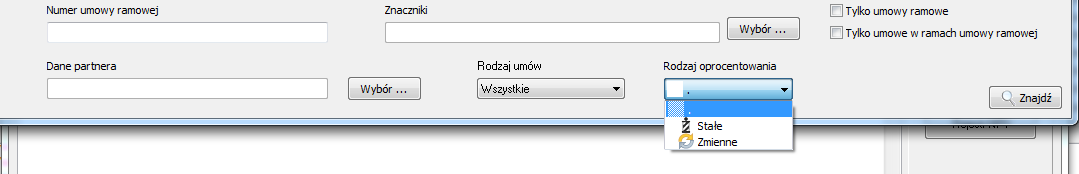 Numer umowy ramowej
Znaczniki
Wybór ...
Tylko umowy ramowe
Tylko umowe w ramach umowy ramowej
Dane partnera
Wybór ...
Rodzaj umów
Wszystkie
Rodzaj oprocentowania
.
Znajdź
.
Stałe
Zmienne